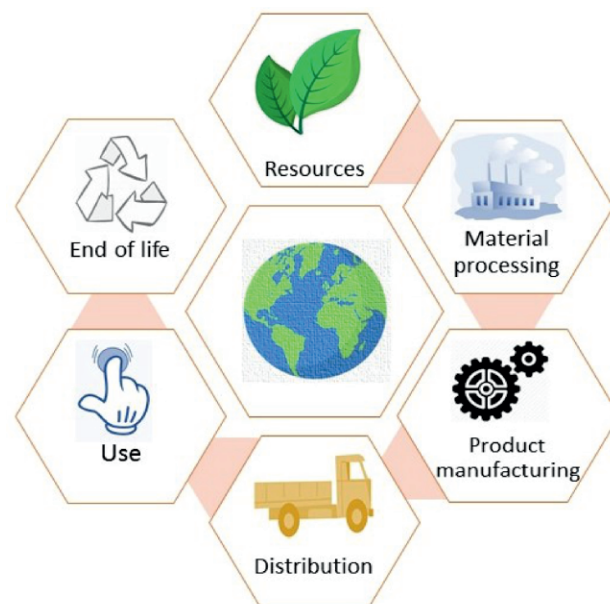 Resources
Material
processing
Product
manufacturing
Distribution
Use
End of life